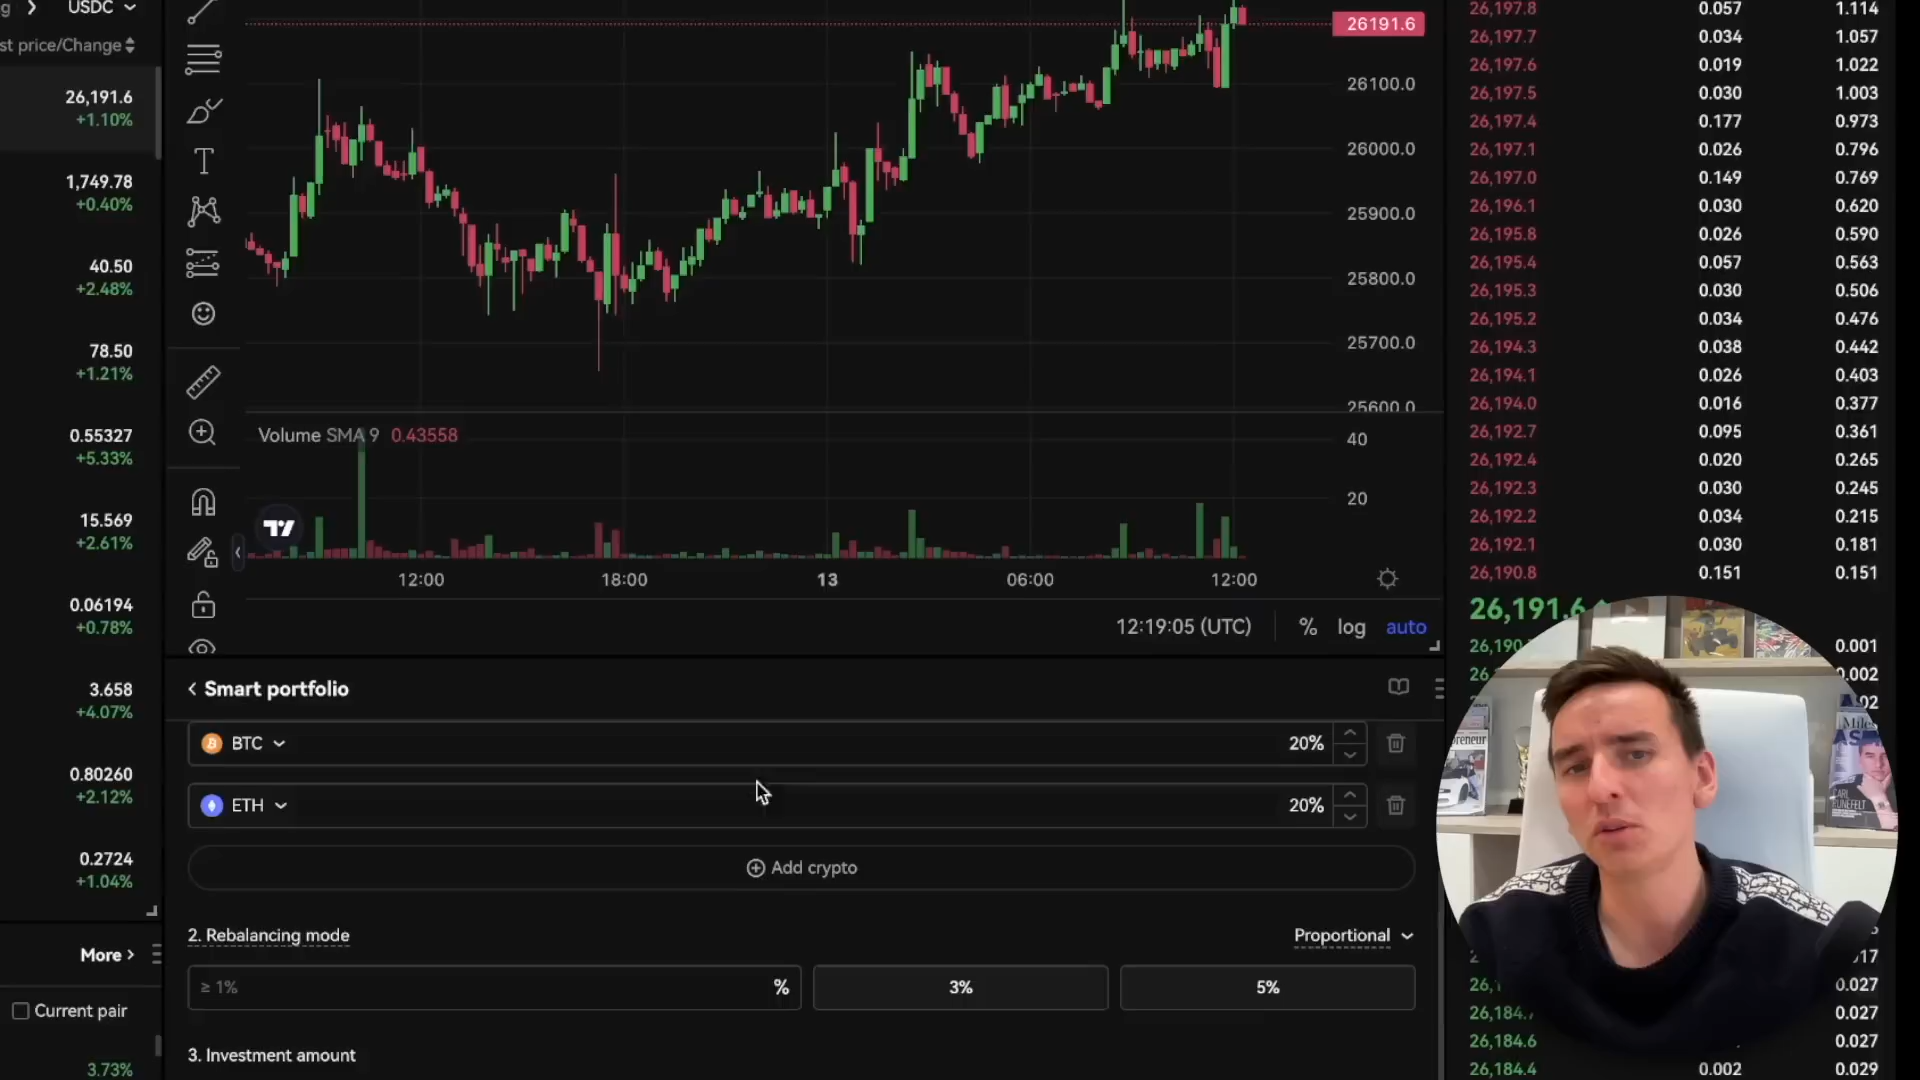 USDC
st price/Change
26,191.6
+1.10%
1,749.78
+0.40%
40.50
+2.48%
78.50
+1.21%
0.55327
+5.33%
15.569
+2.61%
0.06194
+0.78%
3.658
+4.07%
0.80260
+2.12%
0.2724
+1.04%
More >
Current pair
3.73%
T
26191.6
26100.0
26000.0
25900.0
25800.0
25700.0
25600.0
Volume SMA 9 0.43558
40
20
12:00 18:00 13 06:00 12:00
12:19:05 (UTC) % log auto
Smart portfolio
BTC 20%
ETH 20%
Add crypto
2. Rebalancing mode Proportional
≥ 1% % 3% 5%
3. Investment amount
26,197.8 0.057 1.114
26,197.7 0.034 1.057
26,197.6 0.019 1.022
26,197.5 0.030 1.003
26,197.4 0.177 0.973
26,197.1 0.026 0.796
26,197.0 0.149 0.769
26,196.1 0.030 0.620
26,195.8 0.026 0.590
26,195.4 0.057 0.563
26,195.3 0.030 0.506
26,195.2 0.034 0.476
26,194.3 0.038 0.442
26,194.1 0.026 0.403
26,194.0 0.016 0.377
26,192.7 0.095 0.361
26,192.4 0.020 0.265
26,192.3 0.030 0.245
26,192.2 0.034 0.215
26,192.1 0.030 0.181
26,190.8 0.151 0.151
26,191.6
26,190 0.001
0.002
0.027
0.027
26,184.6 0.027
26,184.4 0.002 0.029